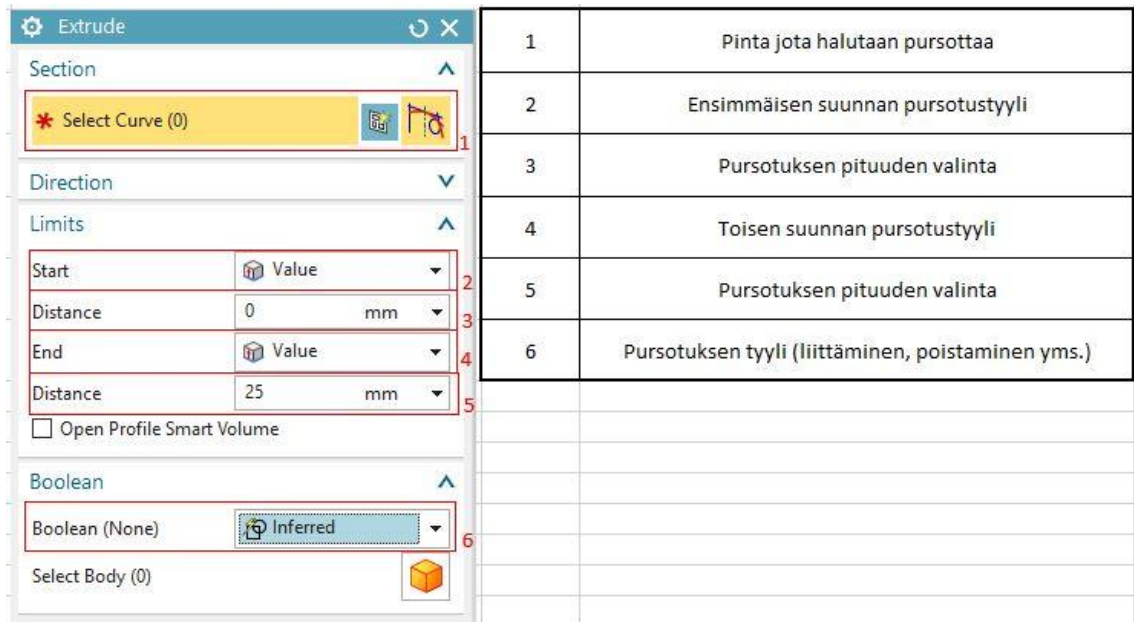 Extrude
Section
* Select Curve (0)
1
Direction
Limits
Start Value
2
Distance 0 mm
3
End Value
4
Distance 25 mm
5
Open Profile Smart Volume
Boolean
Boolean (None) Inferred
6
Select Body (0)
1 Pinta jota halutaan pursottaa
2 Ensimmäisen suunnan pursotustyyli
3 Pursotuksen pituuden valinta
4 Toisen suunnan pursotustyyli
5 Pursotuksen pituuden valinta
6 Pursotuksen tyyli (liittäminen, poistaminen yms.)